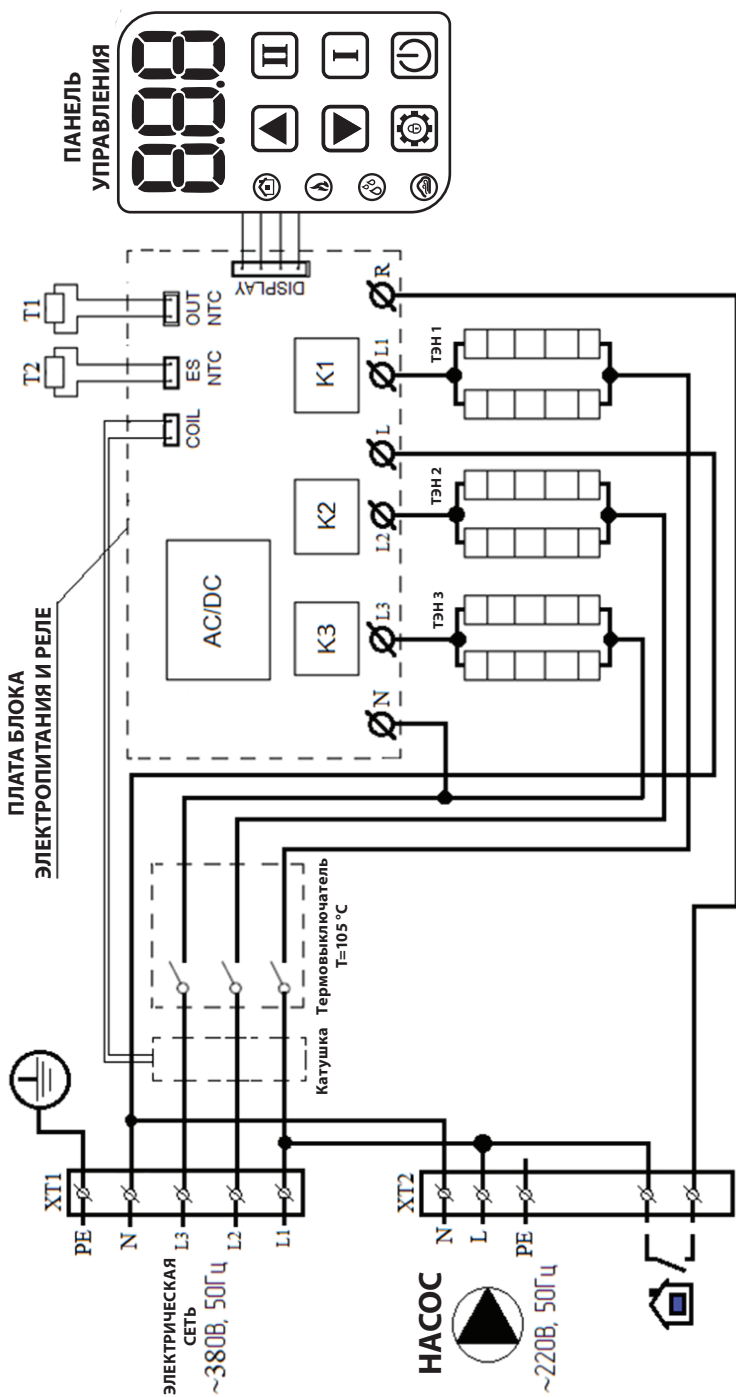 ПЛАТА БЛОКА
ЭЛЕКТРОПИТАНИЯ И РЕЛЕ
ПАНЕЛЬ
УПРАВЛЕНИЯ
888
II
I
T1
T2
OUT
NTC
ES
NTC
COIL
DISPLAY
AC/DC
K3
K2
K1
N
L3
L2
L
L1
R
ТЭН 3
ТЭН 2
ТЭН 1
Катушка
Термовыключатель
T=105 °C
XT1
PE
N
L3
L2
L1
ЭЛЕКТРИЧЕСКАЯ
СЕТЬ
~380В, 50Гц
XT2
N
L
PE
НАСОС
~220В, 50Гц